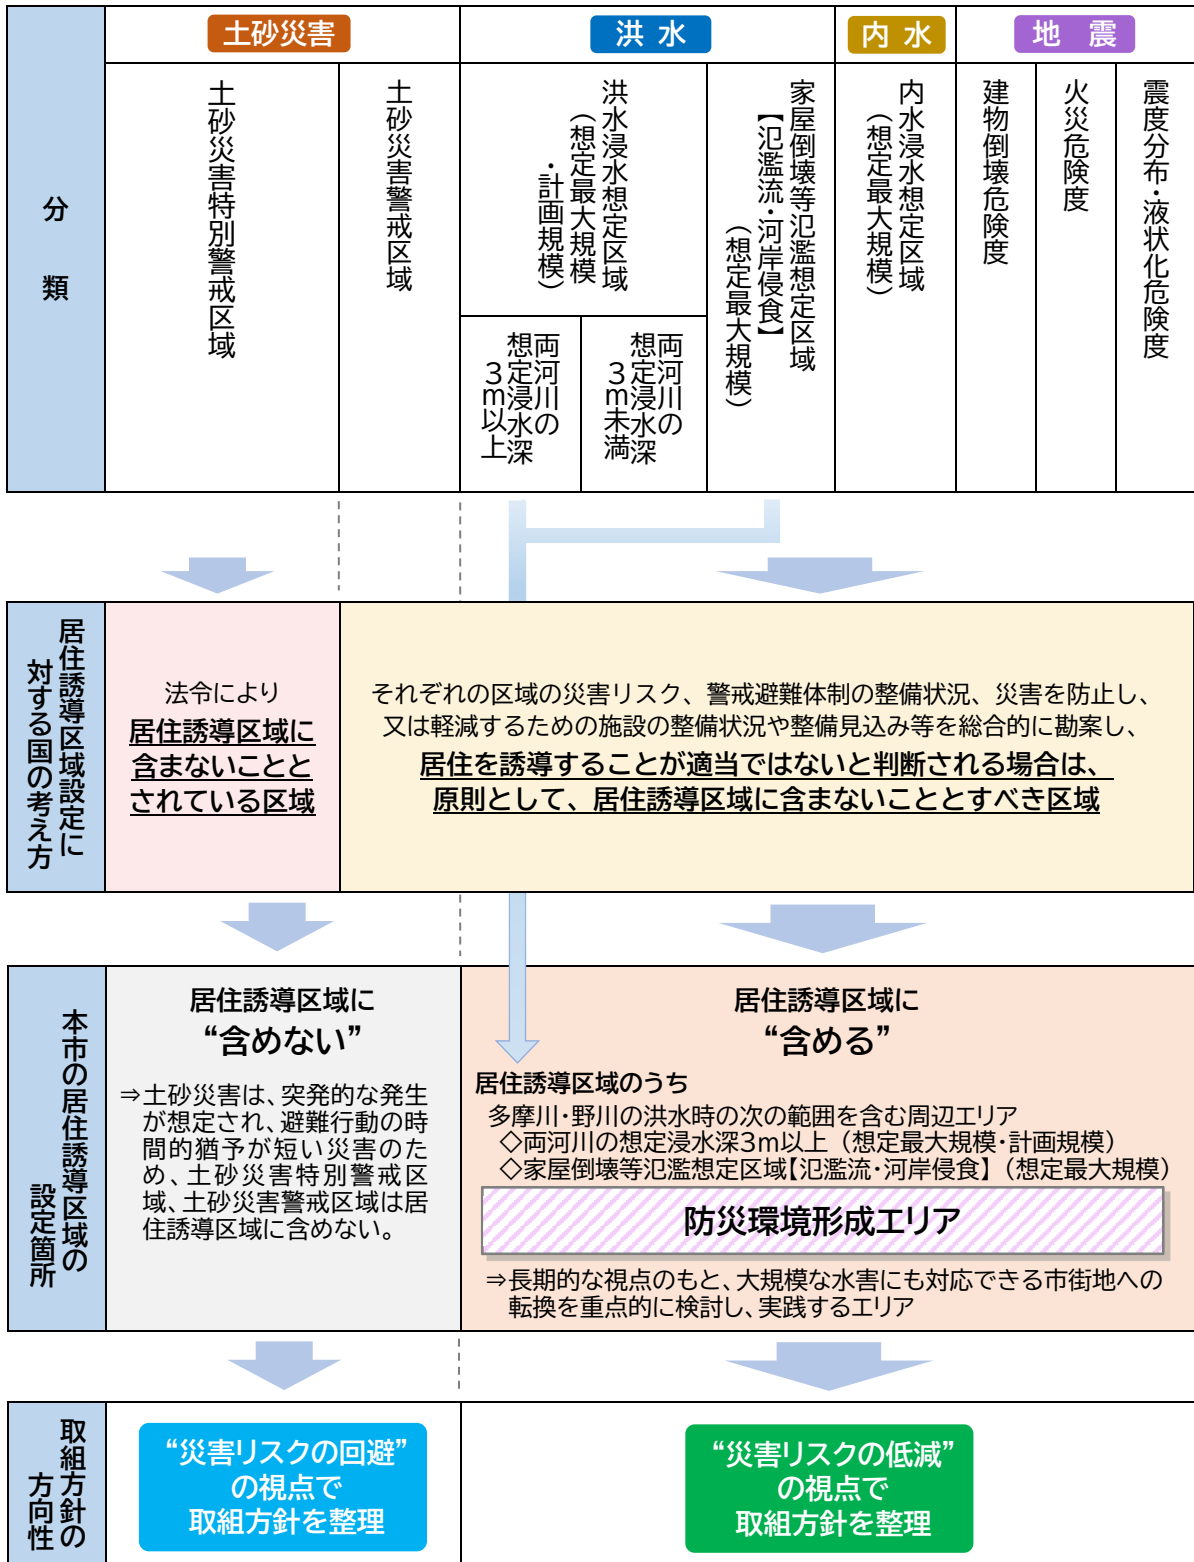 分類
土砂災害
洪水
内水
地震
土砂災害特別警戒区域
土砂災害警戒区域
洪水浸水想定区域
(想定最大規模
・計画規模)
両河川の
想定浸水深
3m以上
両河川の
想定浸水深
3m未満
家屋倒壊等氾濫想定区域
【氾濫流・河岸侵食】
(想定最大規模)
内水浸水想定区域
(想定最大規模)
建物倒壊危険度
火災危険度
震度分布・液状化危険度
居住誘導区域設定に
対する国の考え方
法令により
居住誘導区域に
含まないことと
されている区域
それぞれの区域の災害リスク、警戒避難体制の整備状況、災害を防止し、
又は軽減するための施設の整備状況や整備見込み等を総合的に勘案し、
居住を誘導することが適当ではないと判断される場合は、
原則として、居住誘導区域に含まないこととすべき区域
本市の居住誘導区域の
設定箇所
居住誘導区域に
“含めない”
⇒土砂災害は、突発的な発生
が想定され、避難行動の時
間的猶予が短い災害のた
め、土砂災害特別警戒区
域、土砂災害警戒区域は居
住誘導区域に含めない。
居住誘導区域に
“含める”
居住誘導区域のうち
多摩川・野川の洪水時の次の範囲を含む周辺エリア
◇両河川の想定浸水深3m以上(想定最大規模・計画規模)
◇家屋倒壊等氾濫想定区域【氾濫流・河岸侵食】(想定最大規模)
防災環境形成エリア
⇒長期的な視点のもと、大規模な水害にも対応できる市街地への
転換を重点的に検討し、実践するエリア
取組方針の
方向性
“災害リスクの回避”
の視点で
取組方針を整理
“災害リスクの低減”
の視点で
取組方針を整理